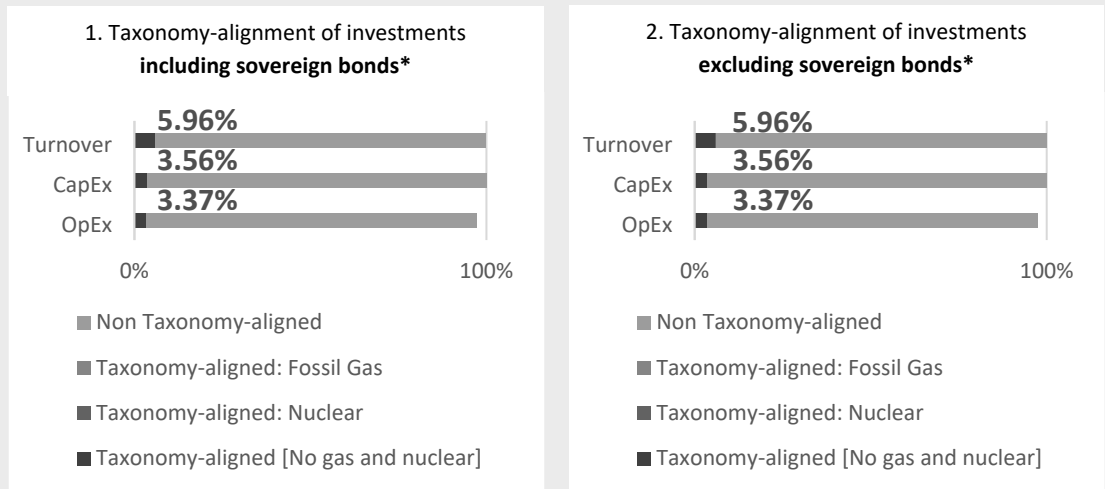 1. Taxonomy-alignment of investments
including sovereign bonds*
5.96%
Turnover
3.56%
CapEx
3.37%
OpEx
0%
100%
Non Taxonomy-aligned
Taxonomy-aligned: Fossil Gas
Taxonomy-aligned: Nuclear
Taxonomy-aligned [No gas and nuclear]
2. Taxonomy-alignment of investments
excluding sovereign bonds*
5.96%
Turnover
3.56%
CapEx
3.37%
OpEx
0%
100%
Non Taxonomy-aligned
Taxonomy-aligned: Fossil Gas
Taxonomy-aligned: Nuclear
Taxonomy-aligned [No gas and nuclear]